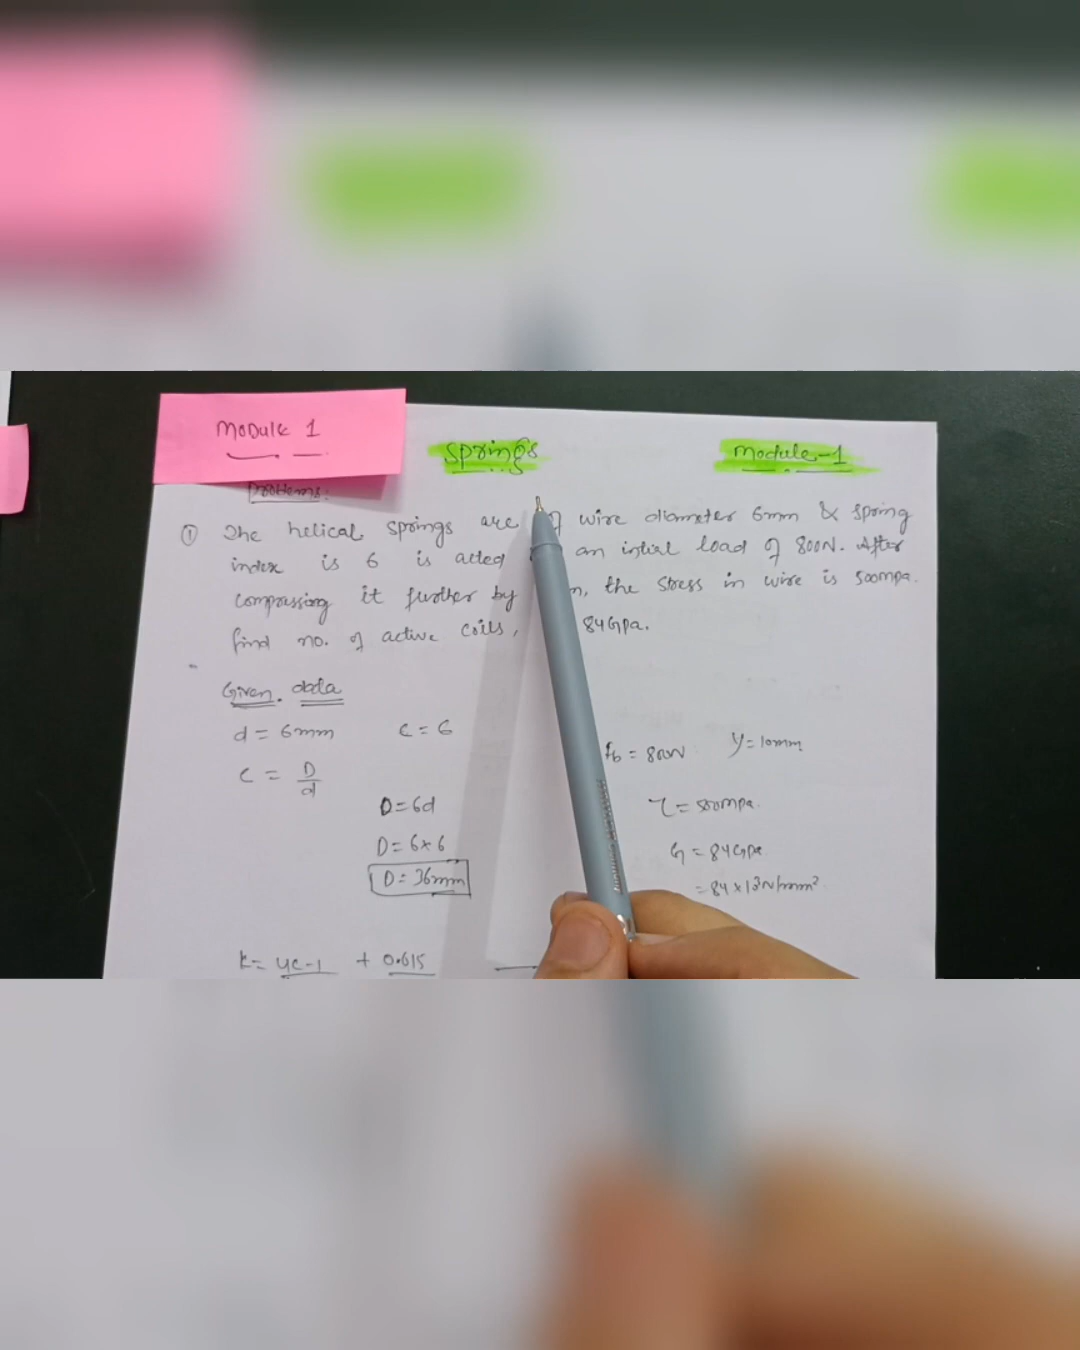 Module 1
Springs
Module-1
Problems:
① The helical springs are of wire diameter 6mm & spring
index is 6 is acted an intial load of 800N. After
compressing it further by the stress in wire is 500mpa.
find no. of active coils, 84Gpa.
Given data
d = 6mm C = 6
C = D/d
D = 6d
D = 6×6
D = 36mm
= 800N y = 10mm
τ = 500mpa.
G = 84Gpa
= 84 × 10³N/mm²
k = 4C-1 + 0.615